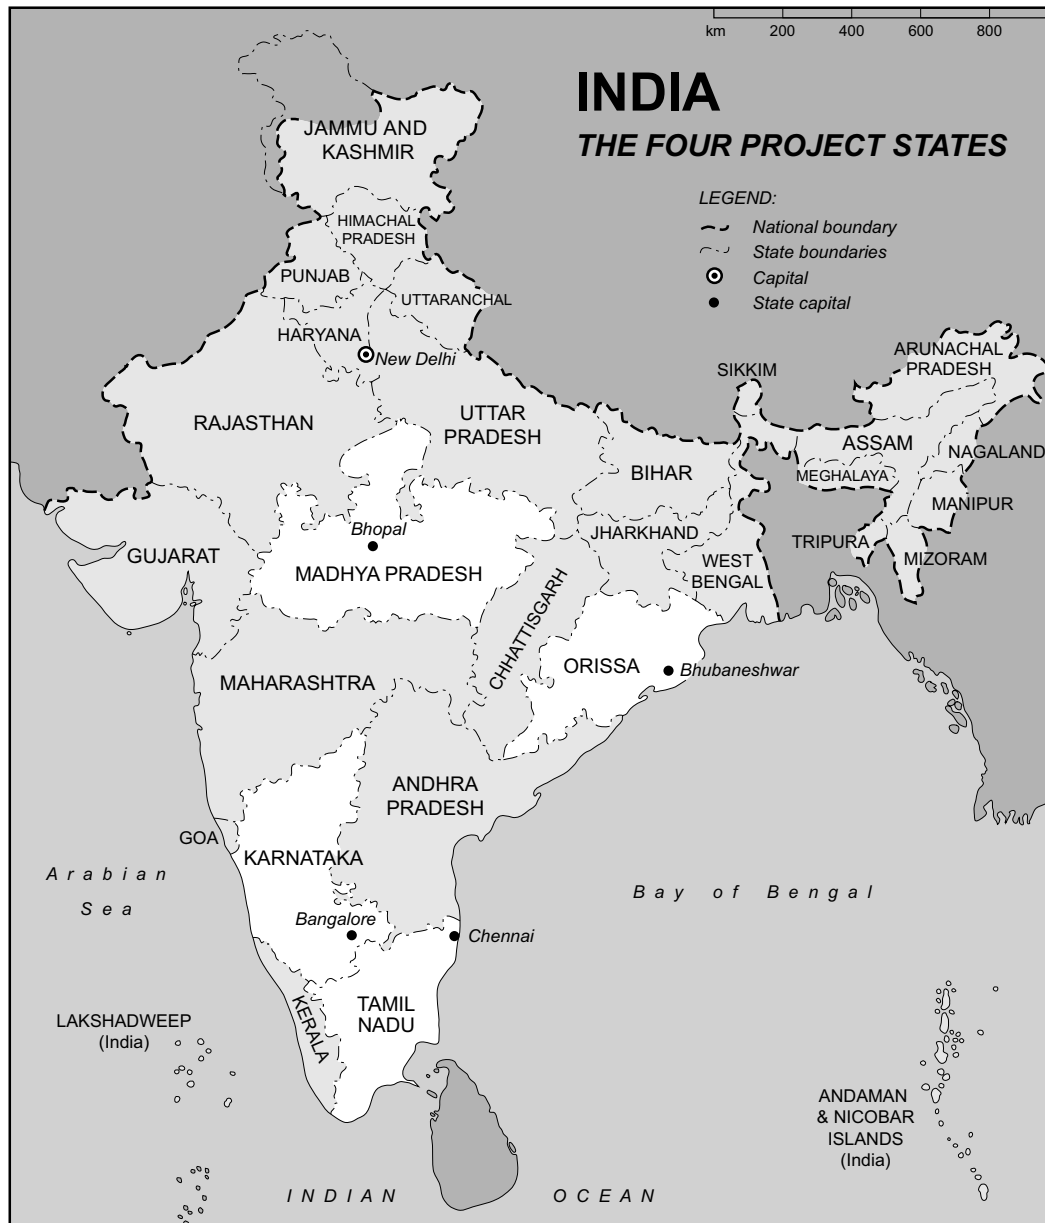 km 200 400 600 800
INDIA
THE FOUR PROJECT STATES
LEGEND:
National boundary
State boundaries
Capital
State capital
JAMMU AND
KASHMIR
HIMACHAL
PRADESH
PUNJAB
UTTARANCHAL
HARYANA
New Delhi
RAJASTHAN
UTTAR
PRADESH
SIKKIM
ARUNACHAL
PRADESH
ASSAM
NAGALAND
MEGHALAYA
MANIPUR
BIHAR
TRIPURA
MIZORAM
JHARKHAND
WEST
BENGAL
GUJARAT
Bhopal
MADHYA PRADESH
CHHATTISGARH
ORISSA
Bhubaneshwar
MAHARASHTRA
ANDHRA
PRADESH
GOA
KARNATAKA
Arabian
Sea
Bay of Bengal
Bangalore
Chennai
TAMIL
NADU
KERALA
LAKSHADWEEP
(India)
ANDAMAN
& NICOBAR
ISLANDS
(India)
INDIAN OCEAN